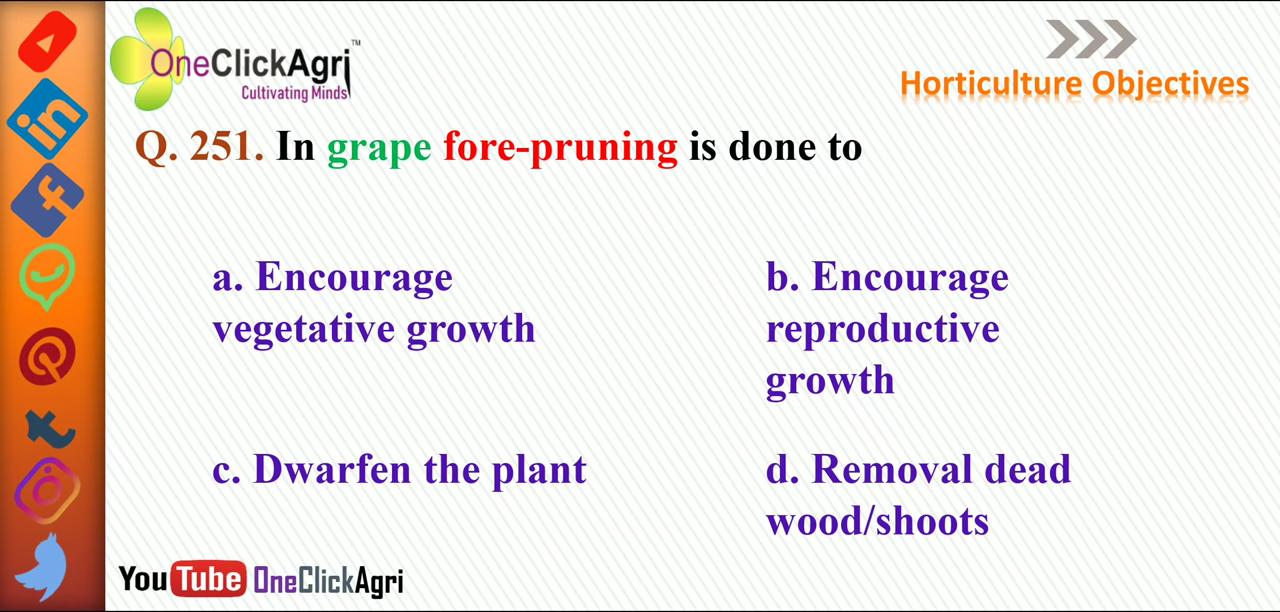 OneClickAgri™
Cultivating Minds
Horticulture Objectives
Q. 251. In grape fore-pruning is done to
a. Encourage
vegetative growth
b. Encourage
reproductive
growth
c. Dwarfen the plant
d. Removal dead
wood/shoots
YouTube OneClickAgri